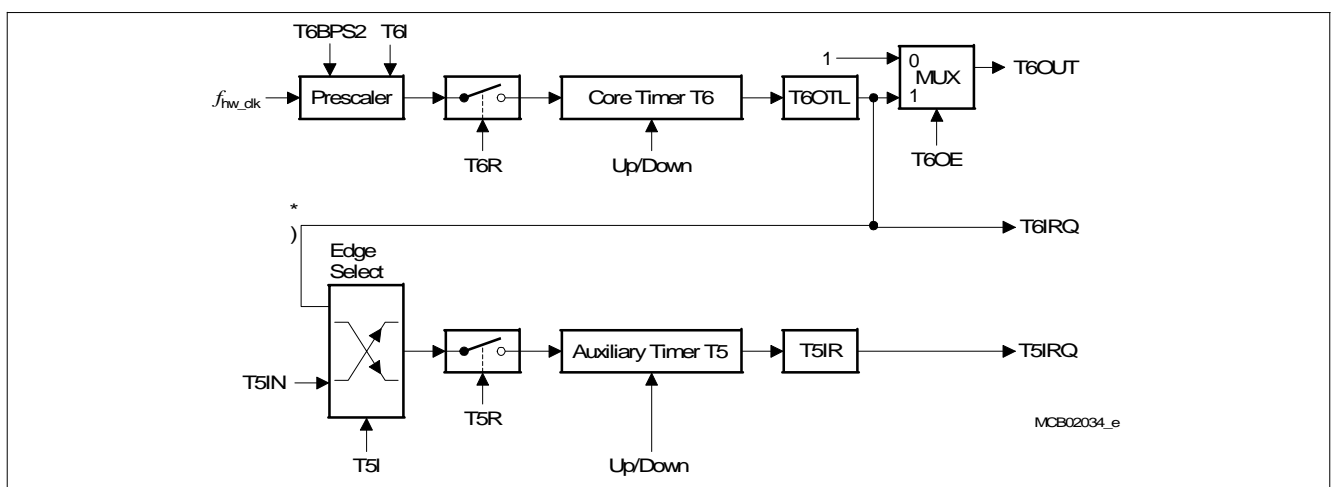 T6BPS2 T6I
1
0
MUX
1
T6OUT
fhw_clk
Prescaler
Core Timer T6
T6OTL
T6R
Up/Down
T6OE
*
)
T6IRQ
Edge
Select
Auxiliary Timer T5
T5IR
T5IRQ
T5IN
T5R
MCB02034_e
T5I
Up/Down